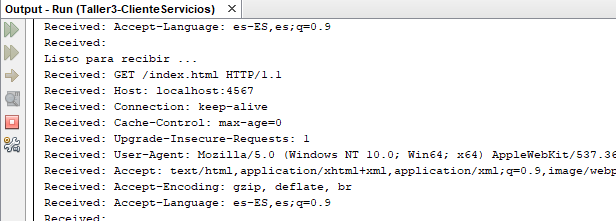 Output - Run (Taller3-ClienteServicios) ×
Received: Accept-Language: es-ES,es;q=0.9
Received:
Listo para recibir ...
Received: GET /index.html HTTP/1.1
Received: Host: localhost:4567
Received: Connection: keep-alive
Received: Cache-Control: max-age=0
Received: Upgrade-Insecure-Requests: 1
Received: User-Agent: Mozilla/5.0 (Windows NT 10.0; Win64; x64) AppleWebKit/537.36
Received: Accept: text/html,application/xhtml+xml,application/xml;q=0.9,image/webp
Received: Accept-Encoding: gzip, deflate, br
Received: Accept-Language: es-ES,es;q=0.9
Received: